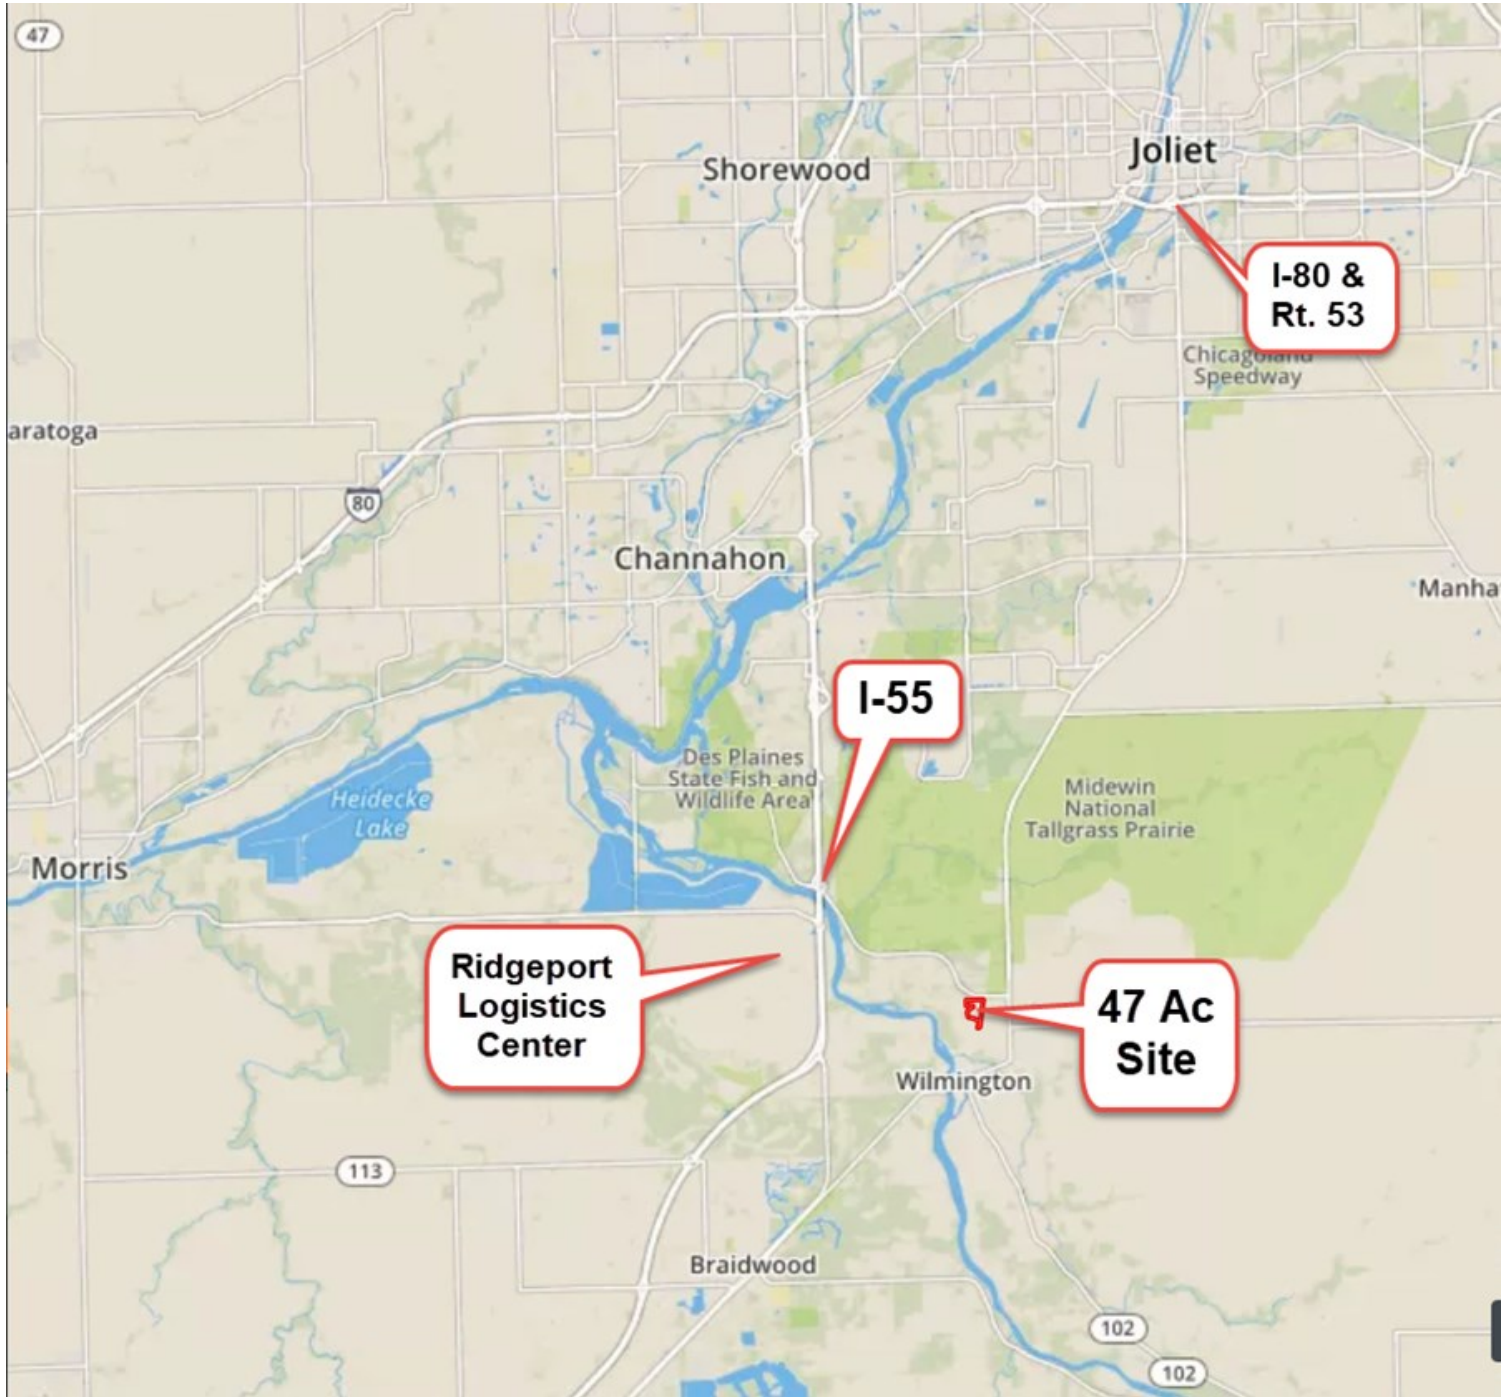 47
Joliet
Shorewood
I-80 &
Rt. 53
Chicagoland
Speedway
aratoga
80
Channahon
Manha
I-55
Des Plaines
State Fish and
Wildlife Area
Midewin
National
Tallgrass Prairie
Heidecke
Lake
Morris
Ridgeport
Logistics
Center
47 Ac
Site
Wilmington
113
Braidwood
102
102